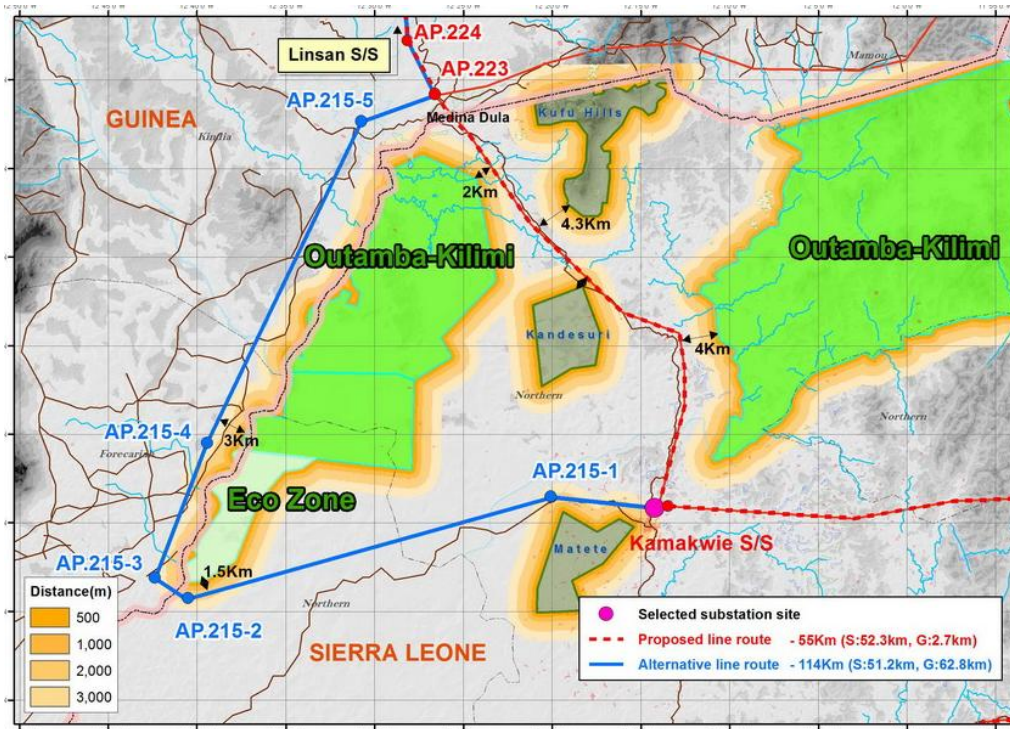 AP.224
Linsan S/S
AP.223
Mamou
AP.215-5
GUINEA
Medina Dula
Kufu Hills
Kindia
2Km
4.3Km
Outamba-Kilimi
Outamba-Kilimi
Kandesuri
4Km
Northern
Northern
AP.215-4
3Km
Forecariah
AP.215-1
Eco Zone
Kamakwie S/S
Matete
AP.215-3
1.5Km
Distance(m)
500
1,000
2,000
3,000
Northern
AP.215-2
SIERRA LEONE
Selected substation site
Proposed line route - 55Km (S:52.3km, G:2.7km)
Alternative line route - 114Km (S:51.2km, G:62.8km)